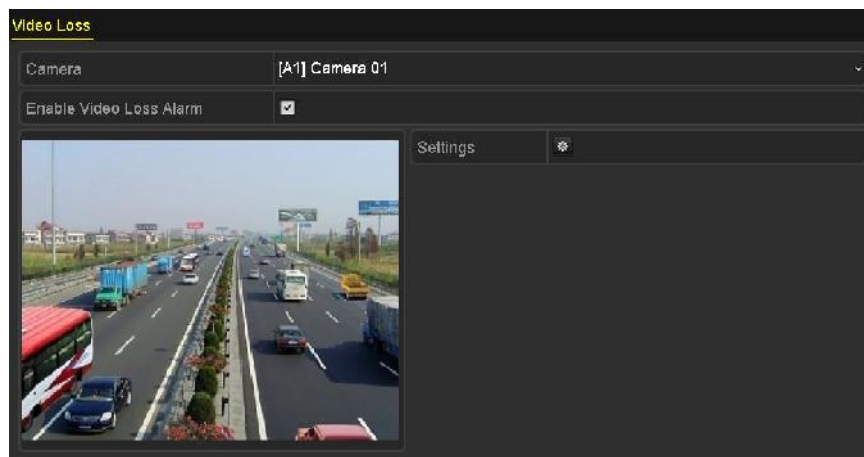 Video Loss
Camera
[A1] Camera 01
Enable Video Loss Alarm
Settings